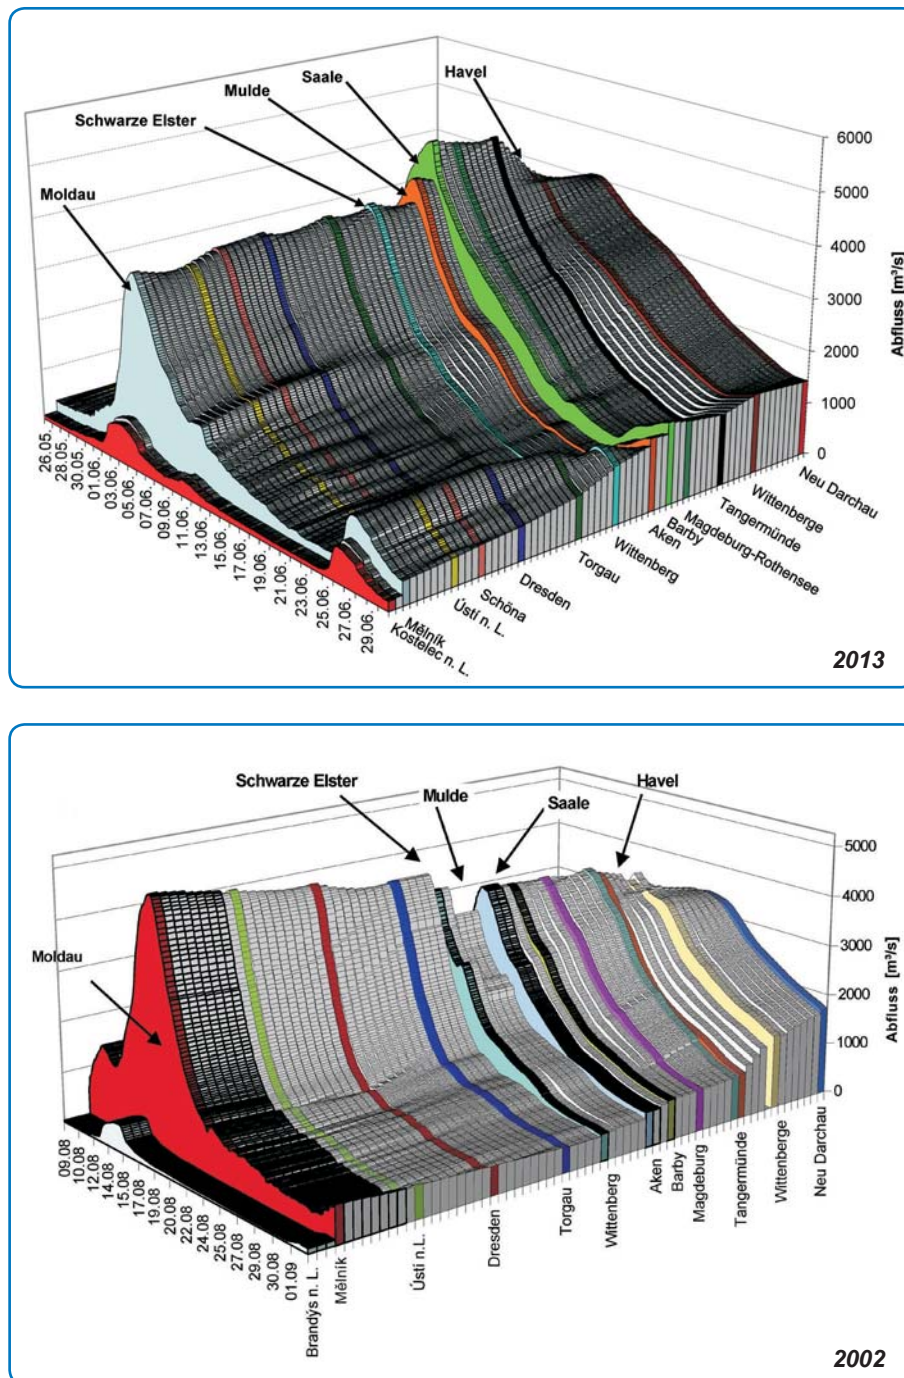 Havel
Saale
Mulde
Schwarze Elster
Moldau
6000
5000
4000
3000
2000
1000
0
Abfluss [m³/s]
26.05.
28.05.
30.05.
01.06.
03.06.
05.06.
07.06.
09.06.
11.06.
13.06.
15.06.
17.06.
19.06.
21.06.
23.06.
25.06.
27.06.
29.06.
Kostelec n. L.
Mělník
Ústí n. L.
Schöna
Dresden
Torgau
Wittenberg
Aken
Barby
Magdeburg-Rothensee
Tangermünde
Wittenberge
Neu Darchau
2013
Schwarze Elster
Mulde
Saale
Havel
Moldau
5000
4000
3000
2000
1000
0
Abfluss [m³/s]
09.08
10.08
12.08
14.08
15.08
17.08
19.08
20.08
22.08
24.08
25.08
27.08
29.08
30.08
01.09
Brandýs n. L.
Mělník
Ústí n.L.
Dresden
Torgau
Wittenberg
Aken
Barby
Magdeburg
Tangermünde
Wittenberge
Neu Darchau
2002